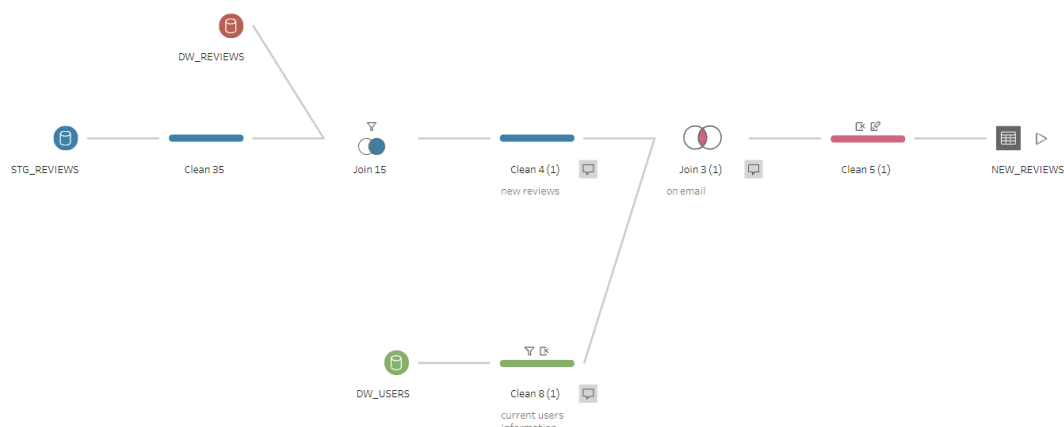 DW_REVIEWS
STG_REVIEWS
Clean 35
Join 15
Clean 4 (1)
new reviews
Join 3 (1)
on email
Clean 5 (1)
NEW_REVIEWS
DW_USERS
Clean 8 (1)
current users
information